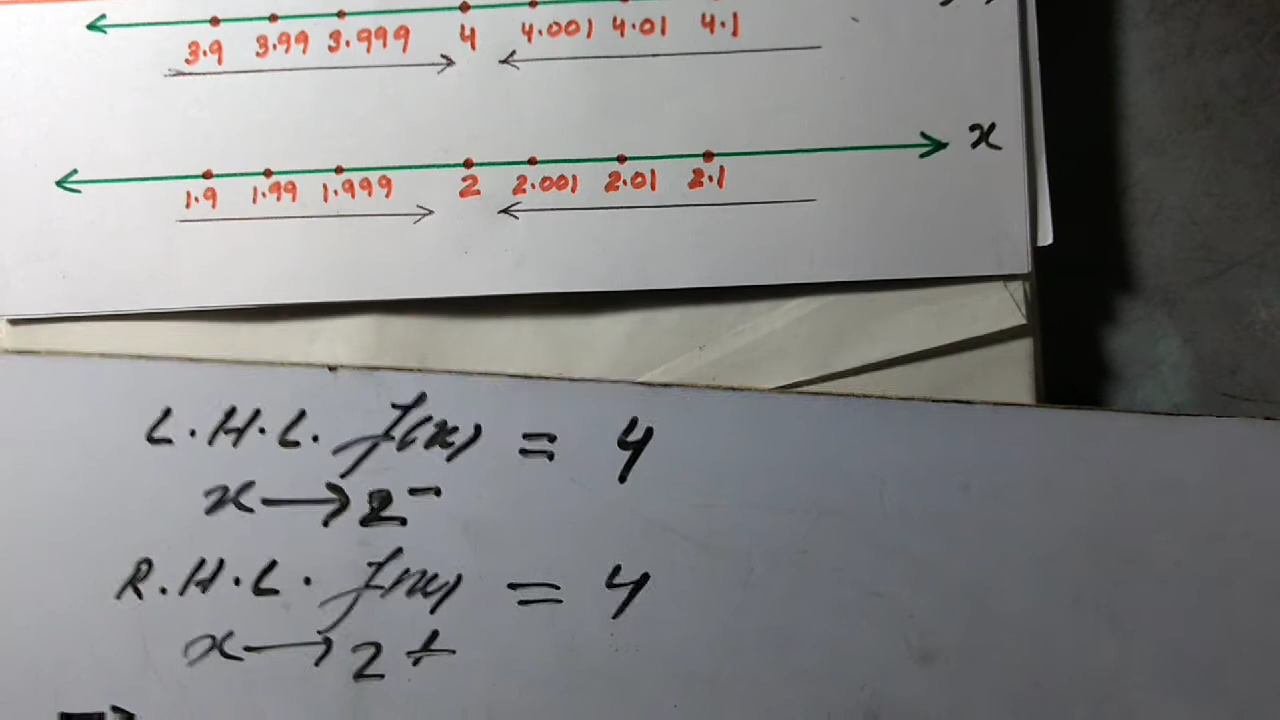 3.9 3.99 3.999 4 4.001 4.01 4.1
x
1.9 1.99 1.999 2 2.001 2.01 2.1
L.H.L. f(x) = 4
x → 2⁻
R.H.L. f(x) = 4
x → 2+